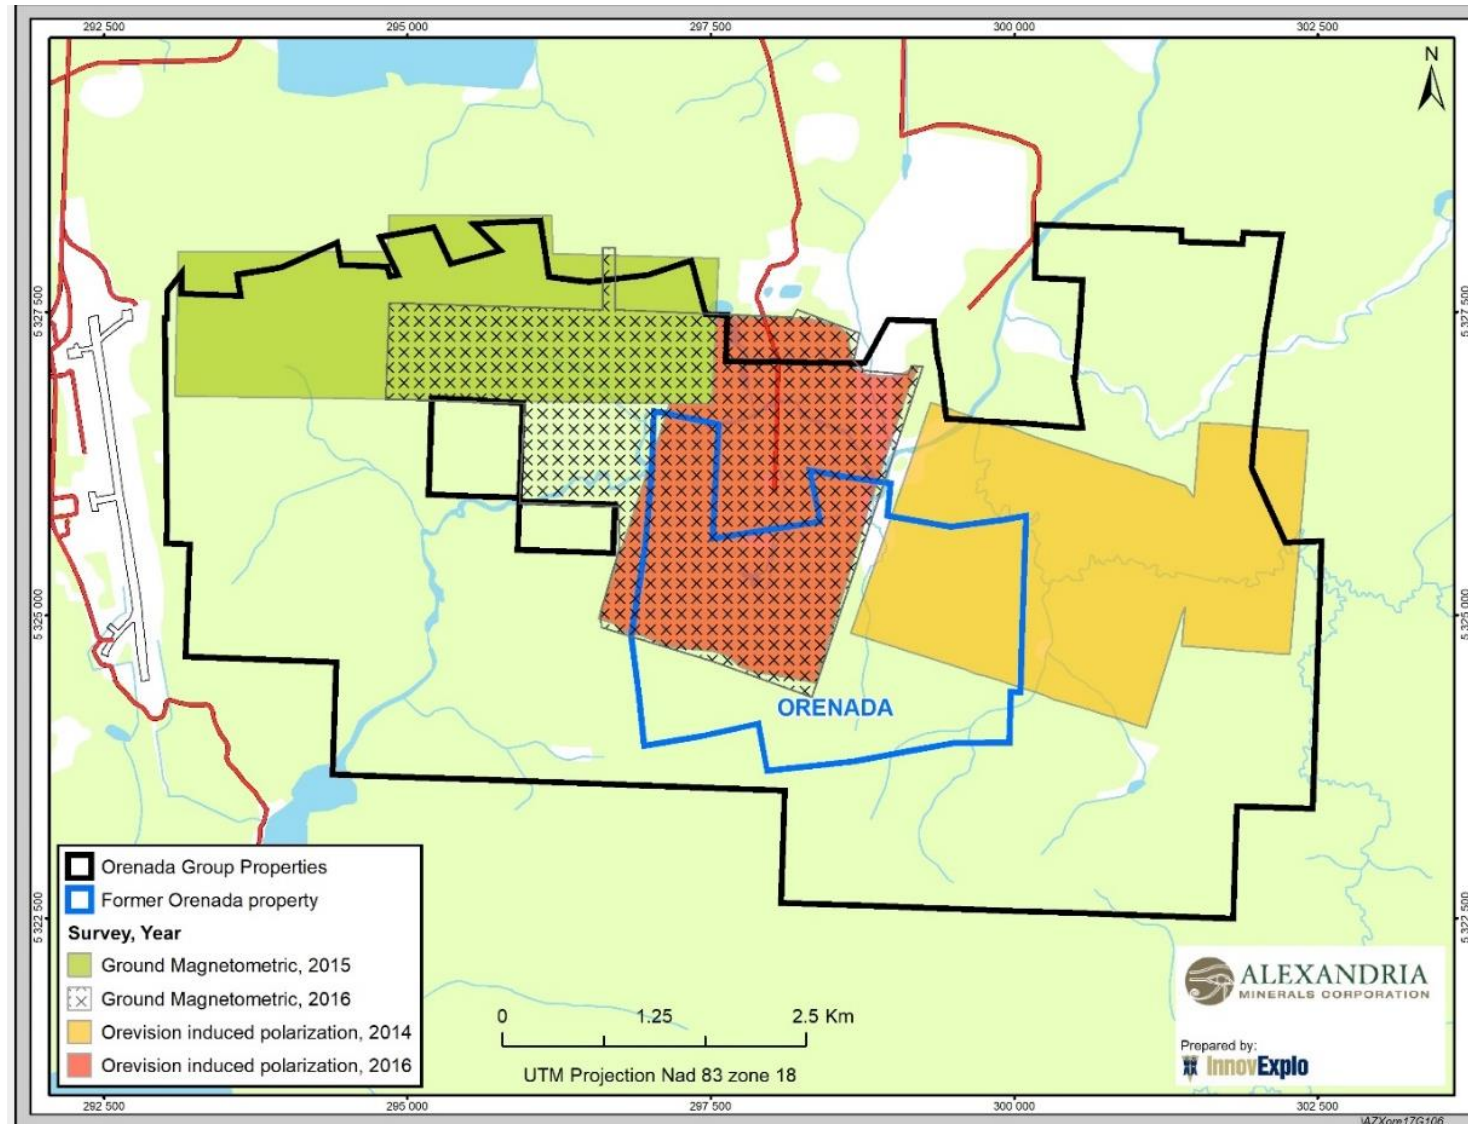 292 500
295 000
297 500
300 000
302 500
N
5 327 500
5 327 500
5 325 000
5 325 000
ORENADA
5 322 500
5 322 500
Orenada Group Properties
Former Orenada property
Survey, Year
Ground Magnetometric, 2015
Ground Magnetometric, 2016
Orevision induced polarization, 2014
Orevision induced polarization, 2016
0
1.25
2.5 Km
UTM Projection Nad 83 zone 18
ALEXANDRIA
MINERALS CORPORATION
Prepared by:
InnovExplo
292 500
295 000
297 500
300 000
302 500
\AZXore17G106